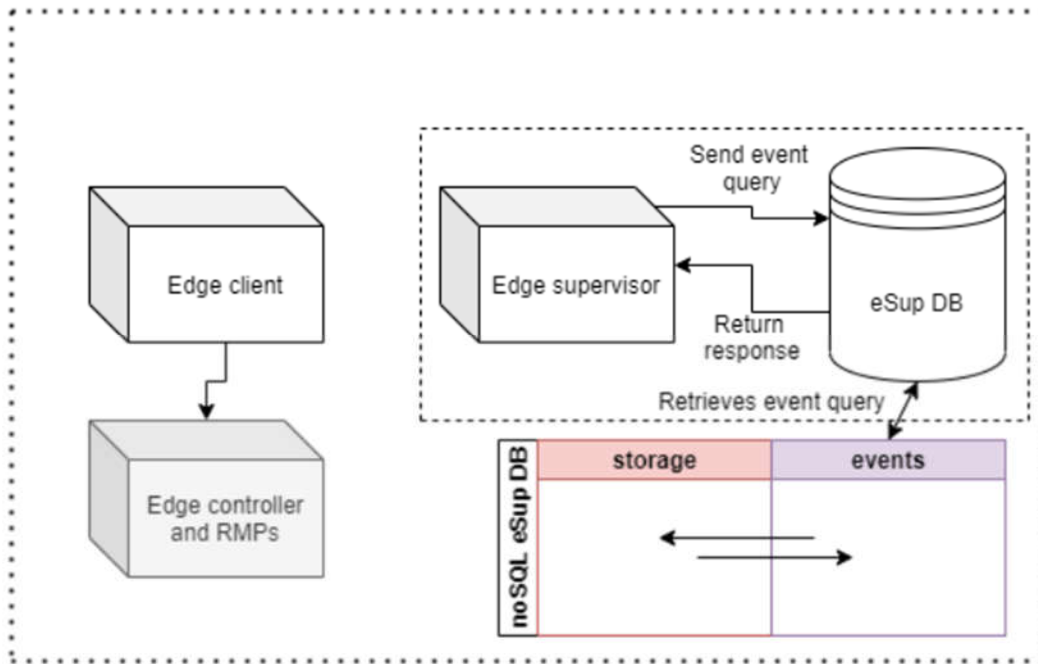 Send event
query
Edge client
Edge supervisor
eSup DB
Return
response
Retrieves event query
Edge controller
and RMPs
noSQL eSup DB
storage
events